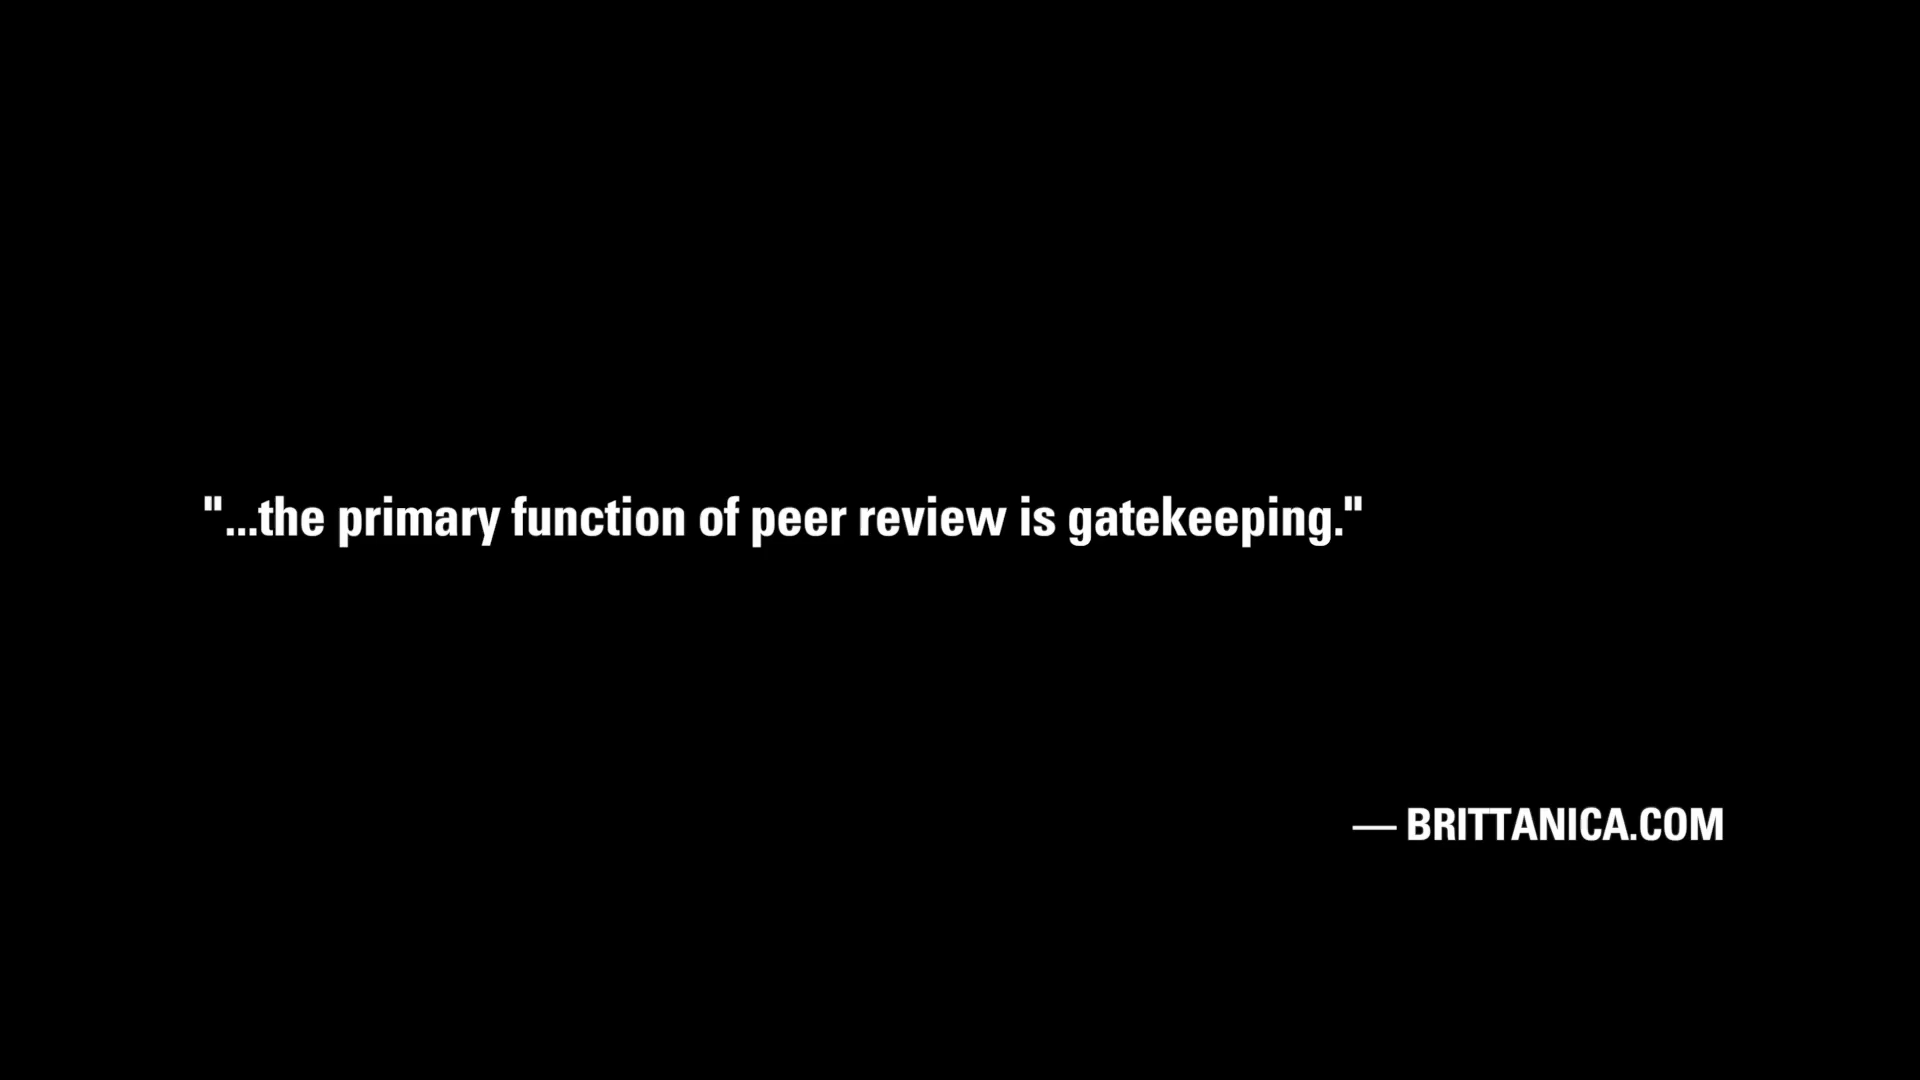 "...the primary function of peer review is gatekeeping."
— BRITTANICA.COM